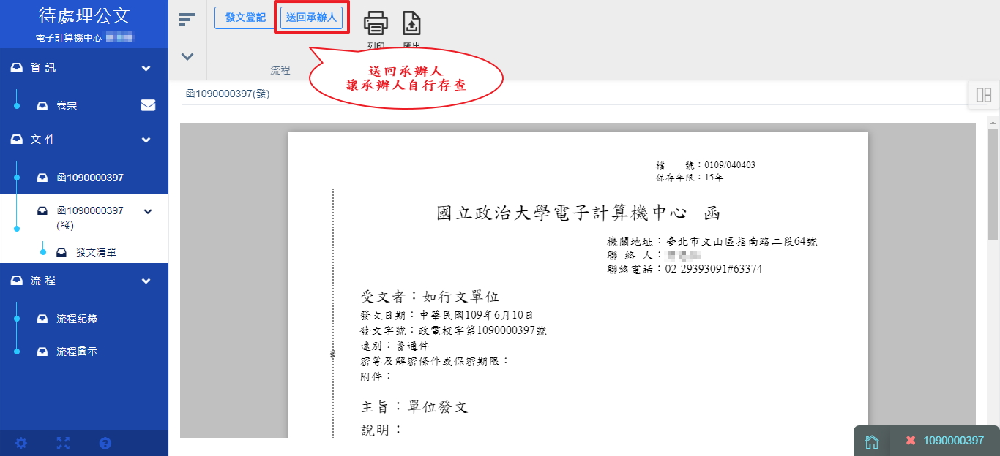 待處理公文
電子計算機中心
資訊
卷宗
文件
函1090000397
函1090000397
(發)
發文清單
流程
流程紀錄
流程圖示
發文登記
送回承辦人
列印
匯出
流程
送回承辦人
讓承辦人自行存查
函1090000397(發)
檔 號：0109/040403
保存年限：15年
國立政治大學電子計算機中心 函
機關地址：臺北市文山區指南路二段64號
聯 絡 人：
聯絡電話：02-29393091#63374
受文者：如行文單位
發文日期：中華民國109年6月10日
發文字號：政電校字第1090000397號
速別：普通件
密等及解密條件或保密期限：
附件：
裝
主旨：單位發文
說明：
1090000397